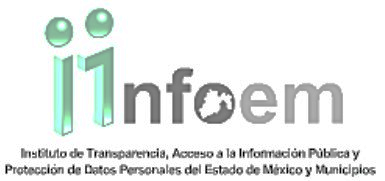 infoem
Instituto de Transparencia, Acceso a la Información Pública y
Protección de Datos Personales del Estado de México y Municipios